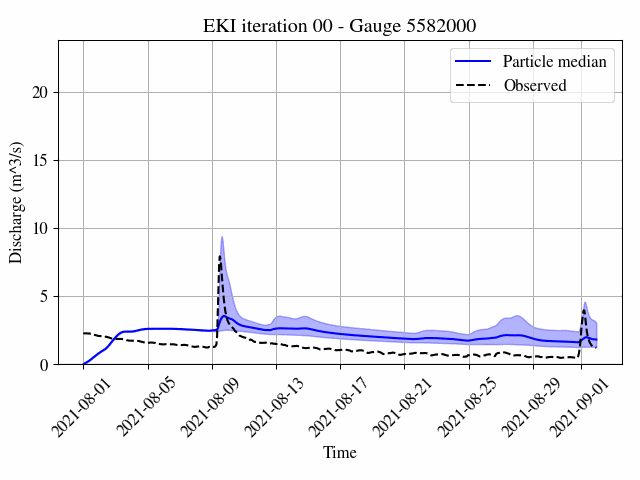 EKI iteration 00 - Gauge 5582000
Particle median
Observed
Discharge (m^3/s)
20
15
10
5
0
2021-08-01
2021-08-05
2021-08-09
2021-08-13
2021-08-17
2021-08-21
2021-08-25
2021-08-29
2021-09-01
Time